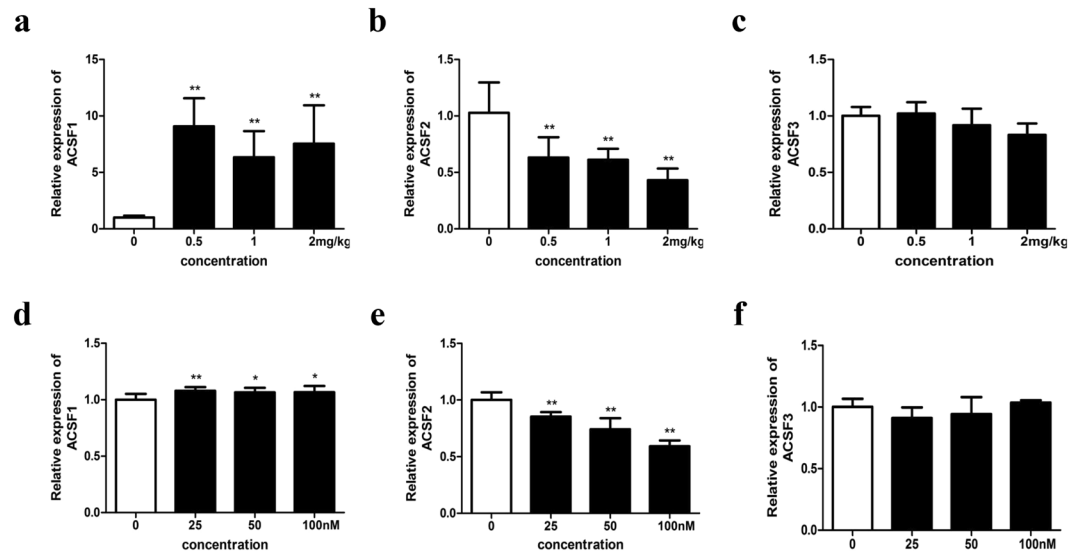 a
Relative expression of
ACSF1
15
10
5
0
**
**
**
0 0.5 1 2mg/kg
concentration
b
Relative expression of
ACSF2
1.5
1.0
0.5
0.0
**
**
**
0 0.5 1 2mg/kg
concentration
c
Relative expression of
ACSF3
1.5
1.0
0.5
0.0
0 0.5 1 2mg/kg
concentration
d
Relative expression of
ACSF1
1.5
1.0
0.5
0.0
**
*
*
0 25 50 100nM
concentration
e
Relative expression of
ACSF2
1.5
1.0
0.5
0.0
**
**
**
0 25 50 100nM
concentration
f
Relative expression of
ACSF3
1.5
1.0
0.5
0.0
0 25 50 100nM
concentration